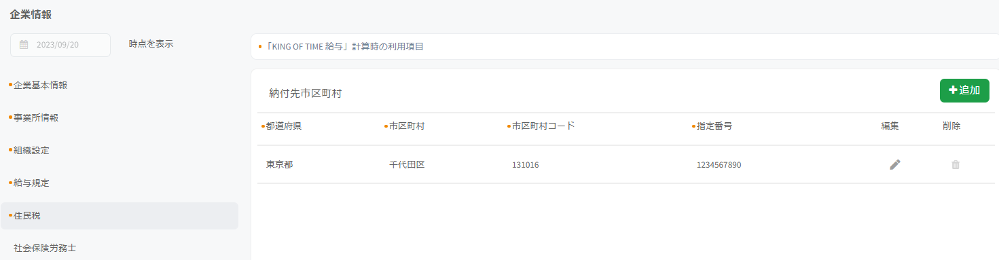 企業情報
2023/09/20 時点を表示
「KING OF TIME 給与」計算時の利用項目
企業基本情報
事業所情報
組織設定
給与規定
住民税
社会保険労務士
納付先市区町村 追加
都道府県 市区町村 市区町村コード 指定番号 編集 削除
東京都 千代田区 131016 1234567890